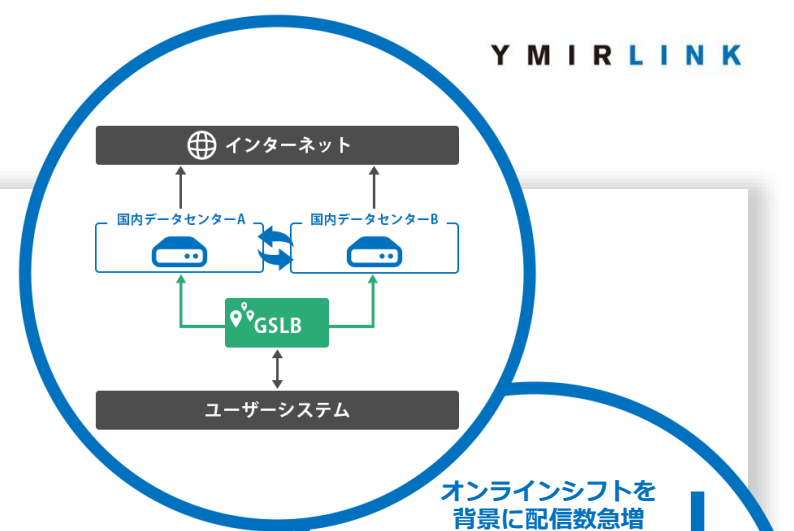 YMIRLINK
インターネット
国内データセンターA
国内データセンターB
GSLB
ユーザーシステム
オンラインシフトを
背景に配信数急増